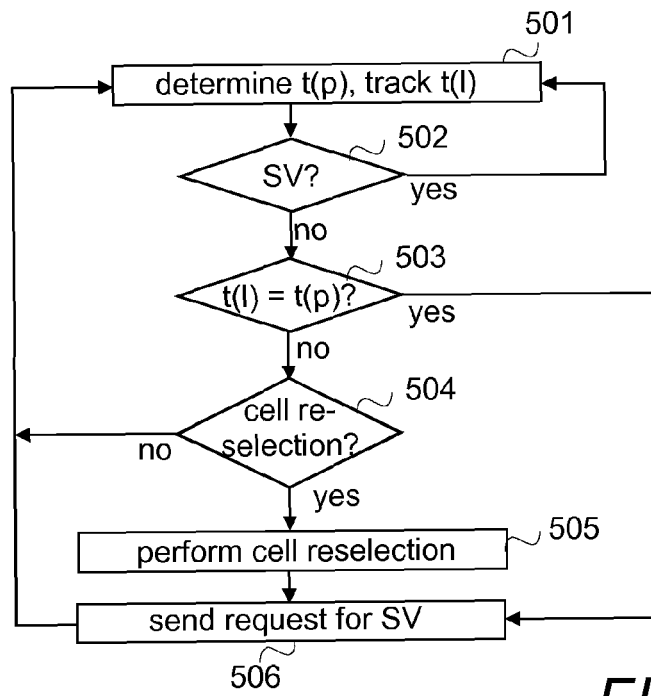 501
determine t(p), track t(l)
502
SV?
yes
no
503
t(l) = t(p)?
yes
no
504
cell re-
selection?
no
yes
505
perform cell reselection
send request for SV
506